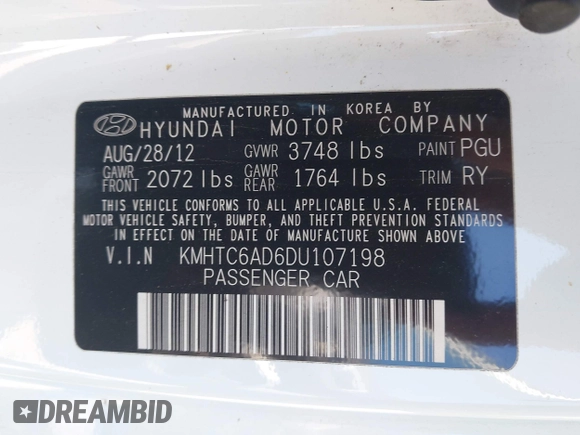 MANUFACTURED IN KOREA BY
HYUNDAI MOTOR COMPANY
AUG/28/12 GVWR 3748 lbs PAINT PGU
GAWR FRONT 2072 lbs GAWR REAR 1764 lbs TRIM RY
THIS VEHICLE CONFORMS TO ALL APPLICABLE U.S.A. FEDERAL
MOTOR VEHICLE SAFETY, BUMPER, AND THEFT PREVENTION STANDARDS
IN EFFECT ON THE DATE OF MANUFACTURE SHOWN ABOVE.
V.I.N KMHTC6AD6DU107198
PASSENGER CAR
DREAMBID